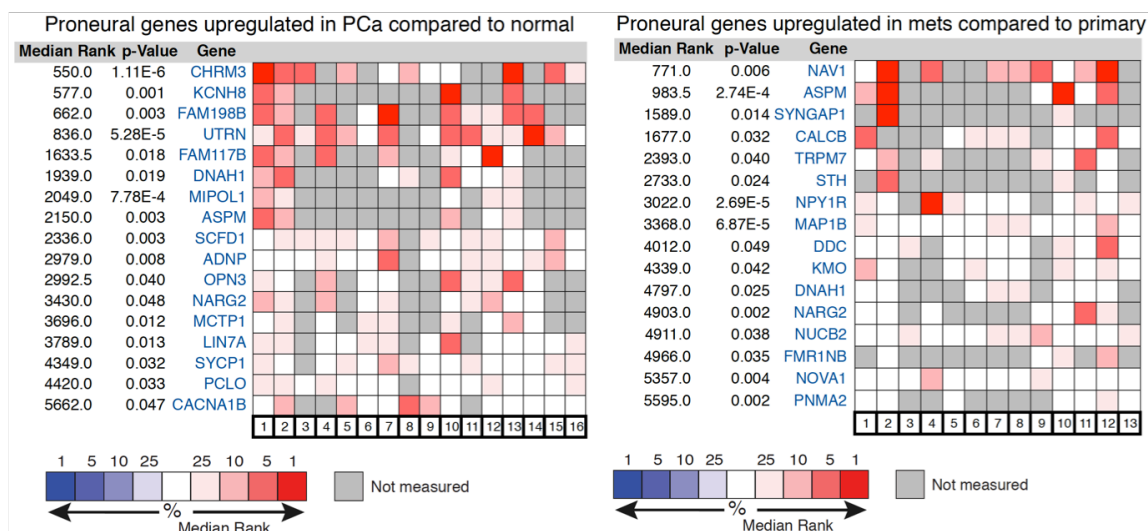 Proneural genes upregulated in PCa compared to normal
Median Rank p-Value Gene
550.0 1.11E-6 CHRM3
577.0 0.001 KCNH8
662.0 0.003 FAM198B
836.0 5.28E-5 UTRN
1633.5 0.018 FAM117B
1939.0 0.019 DNAH1
2049.0 7.78E-4 MIPOL1
2150.0 0.003 ASPM
2336.0 0.003 SCFD1
2979.0 0.008 ADNP
2992.5 0.040 OPN3
3430.0 0.048 NARG2
3696.0 0.012 MCTP1
3789.0 0.013 LIN7A
4349.0 0.032 SYCP1
4420.0 0.033 PCLO
5662.0 0.047 CACNA1B
1 2 3 4 5 6 7 8 9 10 11 12 13 14 15 16
1 5 10 25 25 10 5 1
Not measured
%
Median Rank
Proneural genes upregulated in mets compared to primary
Median Rank p-Value Gene
771.0 0.006 NAV1
983.5 2.74E-4 ASPM
1589.0 0.014 SYNGAP1
1677.0 0.032 CALCB
2393.0 0.040 TRPM7
2733.0 0.024 STH
3022.0 2.69E-5 NPY1R
3368.0 6.87E-5 MAP1B
4012.0 0.049 DDC
4339.0 0.042 KMO
4797.0 0.025 DNAH1
4903.0 0.002 NARG2
4911.0 0.038 NUCB2
4966.0 0.035 FMR1NB
5357.0 0.004 NOVA1
5595.0 0.002 PNMA2
1 2 3 4 5 6 7 8 9 10 11 12 13
1 5 10 25 25 10 5 1
Not measured
%
Median Rank